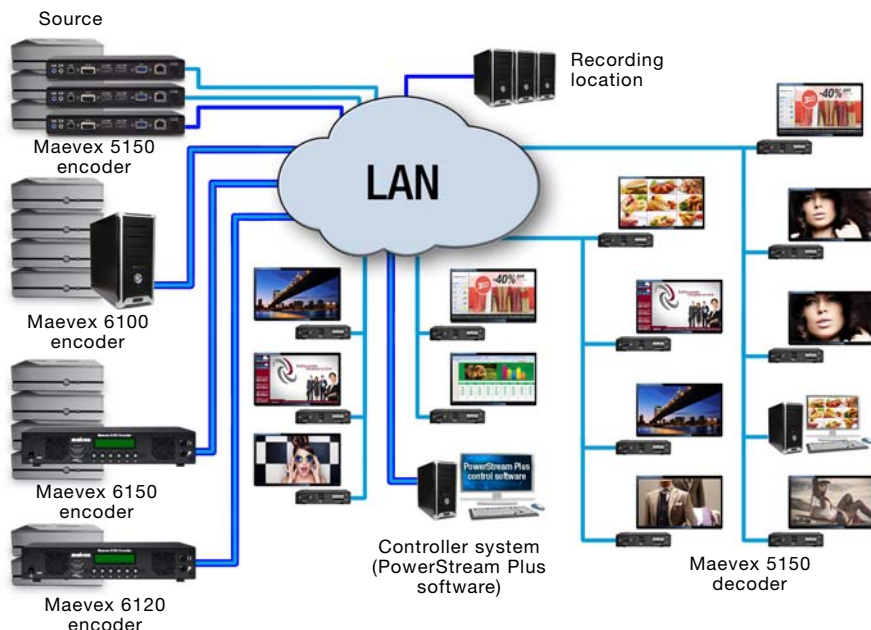 Source
Maevex 5150
encoder
Maevex 6100
encoder
Maevex 6150
encoder
Maevex 6120
encoder
LAN
Recording
location
-40%
-40%
PowerStream Plus
control software
Controller system
(PowerStream Plus
software)
Maevex 5150
decoder